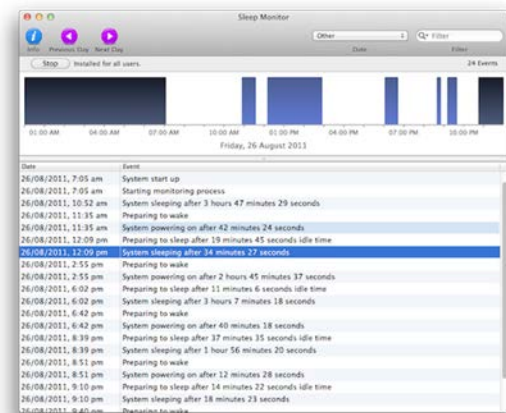 Sleep Monitor
Info Previous Day Next Day Other Date Filter Filter
Stop Installed for all users. 24 Events
01:00 AM 04:00 AM 07:00 AM 10:00 AM 01:00 PM 04:00 PM 07:00 PM 10:00 PM
Friday, 26 August 2011
Date Event
26/08/2011, 7:05 am System start up
26/08/2011, 7:05 am Starting monitoring process
26/08/2011, 10:52 am System sleeping after 3 hours 47 minutes 29 seconds
26/08/2011, 11:35 am Preparing to wake
26/08/2011, 11:35 am System powering on after 42 minutes 24 seconds
26/08/2011, 12:09 pm Preparing to sleep after 19 minutes 45 seconds idle time
26/08/2011, 12:09 pm System sleeping after 34 minutes 27 seconds
26/08/2011, 2:55 pm Preparing to wake
26/08/2011, 2:55 pm System powering on after 2 hours 45 minutes 37 seconds
26/08/2011, 6:02 pm Preparing to sleep after 11 minutes 6 seconds idle time
26/08/2011, 6:02 pm System sleeping after 3 hours 7 minutes 18 seconds
26/08/2011, 6:42 pm Preparing to wake
26/08/2011, 6:42 pm System powering on after 40 minutes 18 seconds
26/08/2011, 8:39 pm Preparing to sleep after 37 minutes 35 seconds idle time
26/08/2011, 8:39 pm System sleeping after 1 hour 56 minutes 20 seconds
26/08/2011, 8:51 pm Preparing to wake
26/08/2011, 8:51 pm System powering on after 12 minutes 28 seconds
26/08/2011, 9:10 pm Preparing to sleep after 14 minutes 22 seconds idle time
26/08/2011, 9:10 pm System sleeping after 18 minutes 23 seconds
26/08/2011, 9:40 pm Preparing to wake